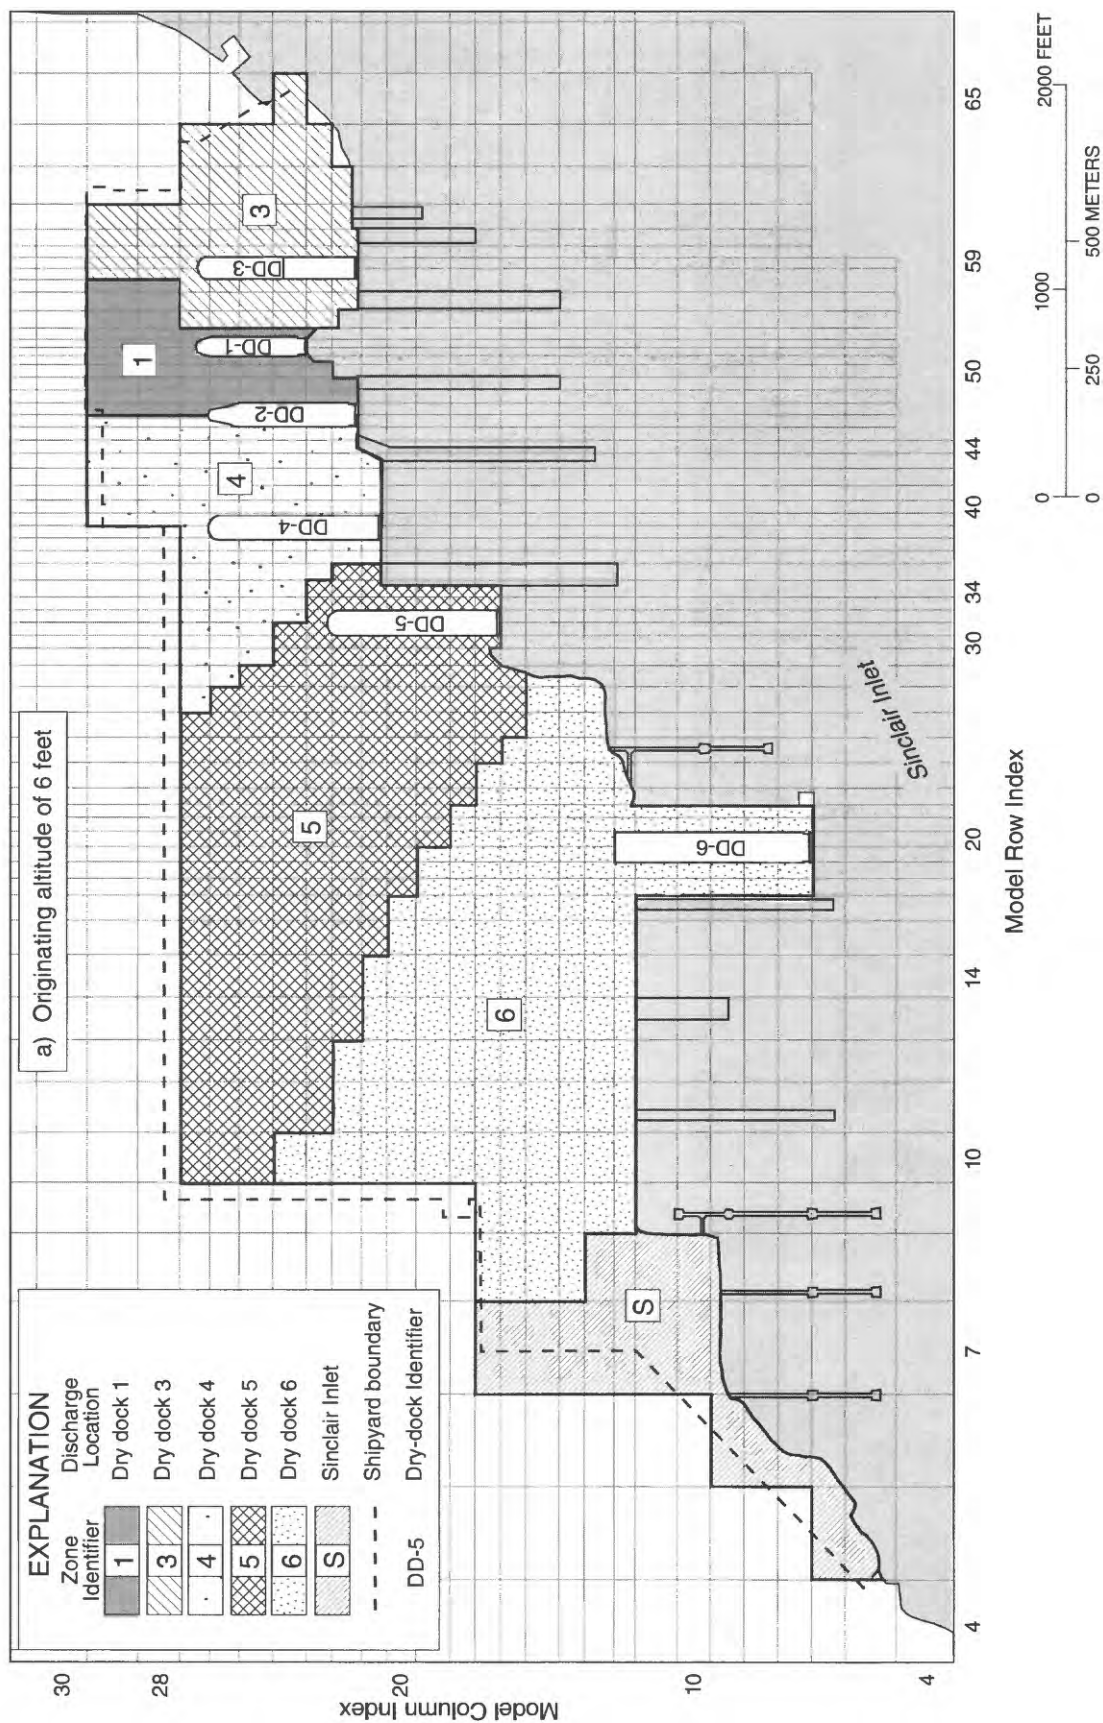 a) Originating altitude of 6 feet
EXPLANATION
Zone Identifier
Discharge Location
1 Dry dock 1
3 Dry dock 3
4 Dry dock 4
5 Dry dock 5
6 Dry dock 6
S Sinclair Inlet
Shipyard boundary
DD-5 Dry-dock Identifier
S
6
5
4
1
3
DD-6
DD-5
DD-4
DD-2
DD-1
DD-3
Sinclair Inlet
Model Column Index
30
28
20
10
4
4
7
10
14
20
30
34
40
44
50
59
65
Model Row Index
0 1000 2000 FEET
0 250 500 METERS